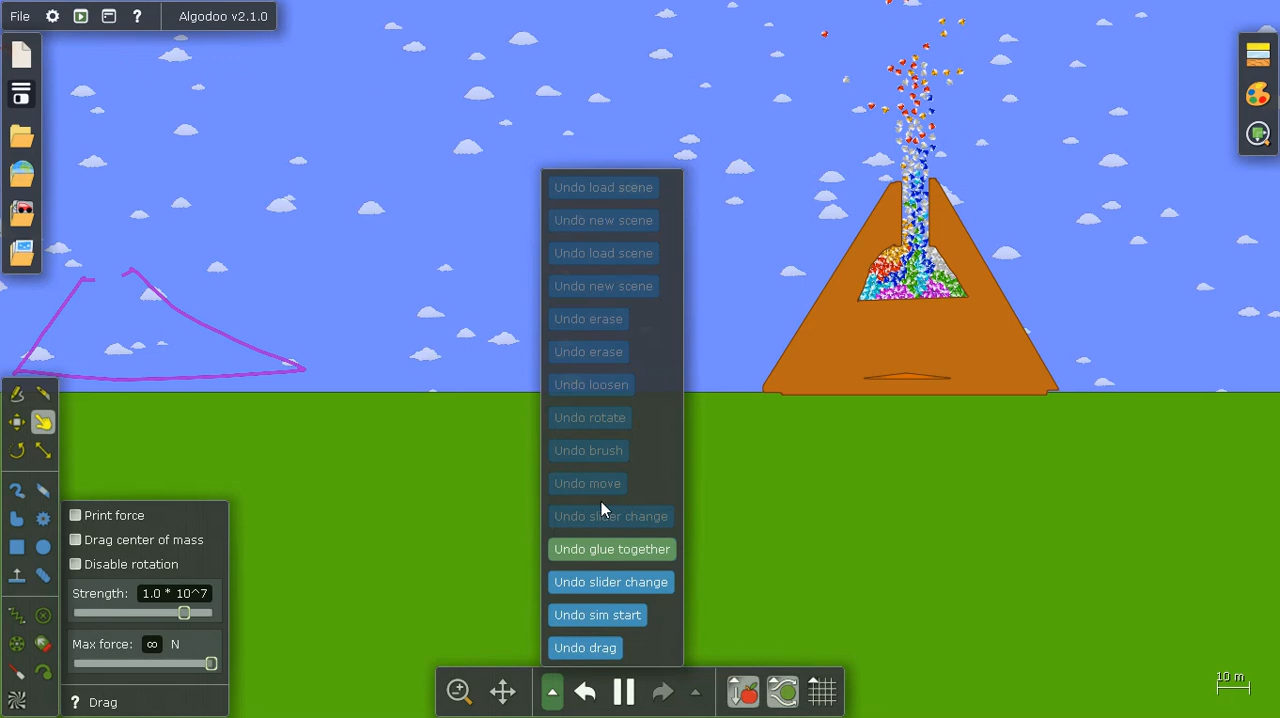 File ? Algodoo v2.1.0
Undo load scene
Undo new scene
Undo load scene
Undo new scene
Undo erase
Undo erase
Undo loosen
Undo rotate
Undo brush
Undo move
Undo slider change
Undo glue together
Undo slider change
Undo sim start
Undo drag
Print force
Drag center of mass
Disable rotation
Strength: 1.0 * 10^7
Max force: ∞ N
? Drag
10 m